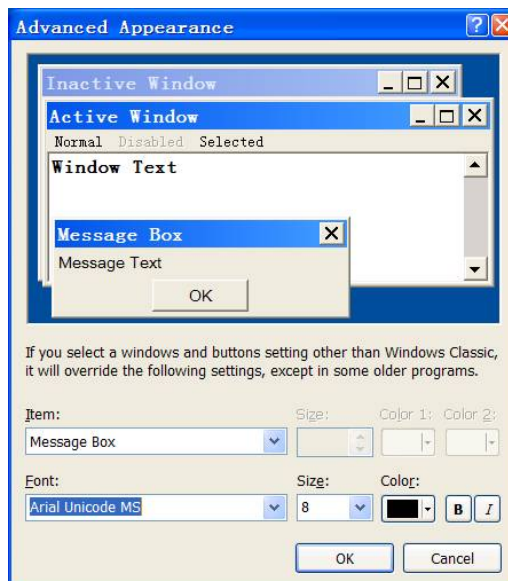 Advanced Appearance
Inactive Window
Active Window
Normal Disabled Selected
Window Text
Message Box
Message Text
OK
If you select a windows and buttons setting other than Windows Classic,
it will override the following settings, except in some older programs.
Item: Size: Color 1: Color 2:
Message Box
Font: Size: Color:
Arial Unicode MS 8 B I
OK Cancel